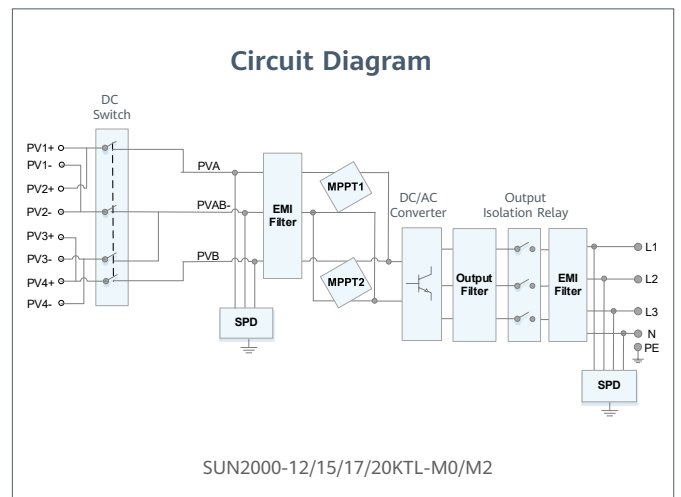 Circuit Diagram
DC
Switch
PV1+
PV1-
PV2+
PV2-
PV3+
PV3-
PV4+
PV4-
PVA
PVAB-
PVB
EMI
Filter
SPD
MPPT1
MPPT2
DC/AC
Converter
Output
Filter
Output
Isolation Relay
EMI
Filter
L1
L2
L3
N
PE
SPD
SUN2000-12/15/17/20KTL-M0/M2